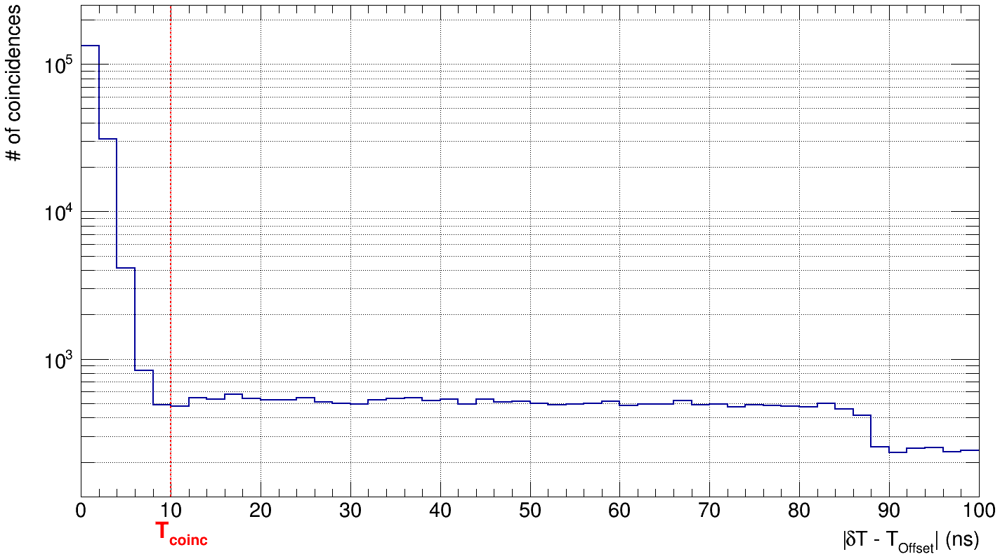 # of coincidences
10^5
10^4
10^3
0 10 20 30 40 50 60 70 80 90 100
T_coinc
|δT - T_Offset| (ns)